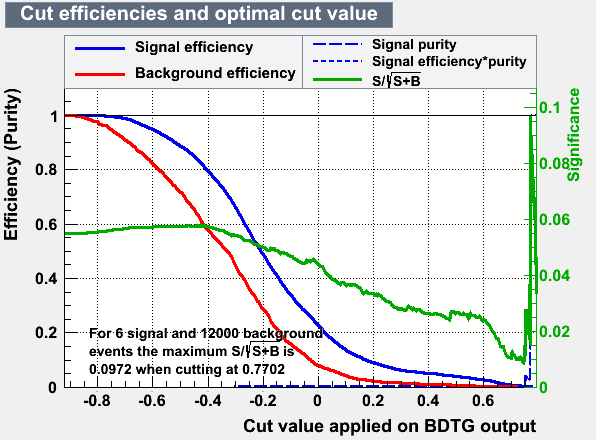 Cut efficiencies and optimal cut value
Signal efficiency
Background efficiency
Signal purity
Signal efficiency*purity
S/√S+B
Efficiency (Purity)
1
0.8
0.6
0.4
0.2
0
0.1
0.08
0.06
0.04
0.02
0
Significance
For 6 signal and 12000 background
events the maximum S/√S+B is
0.0972 when cutting at 0.7702
-0.8 -0.6 -0.4 -0.2 0 0.2 0.4 0.6
Cut value applied on BDTG output